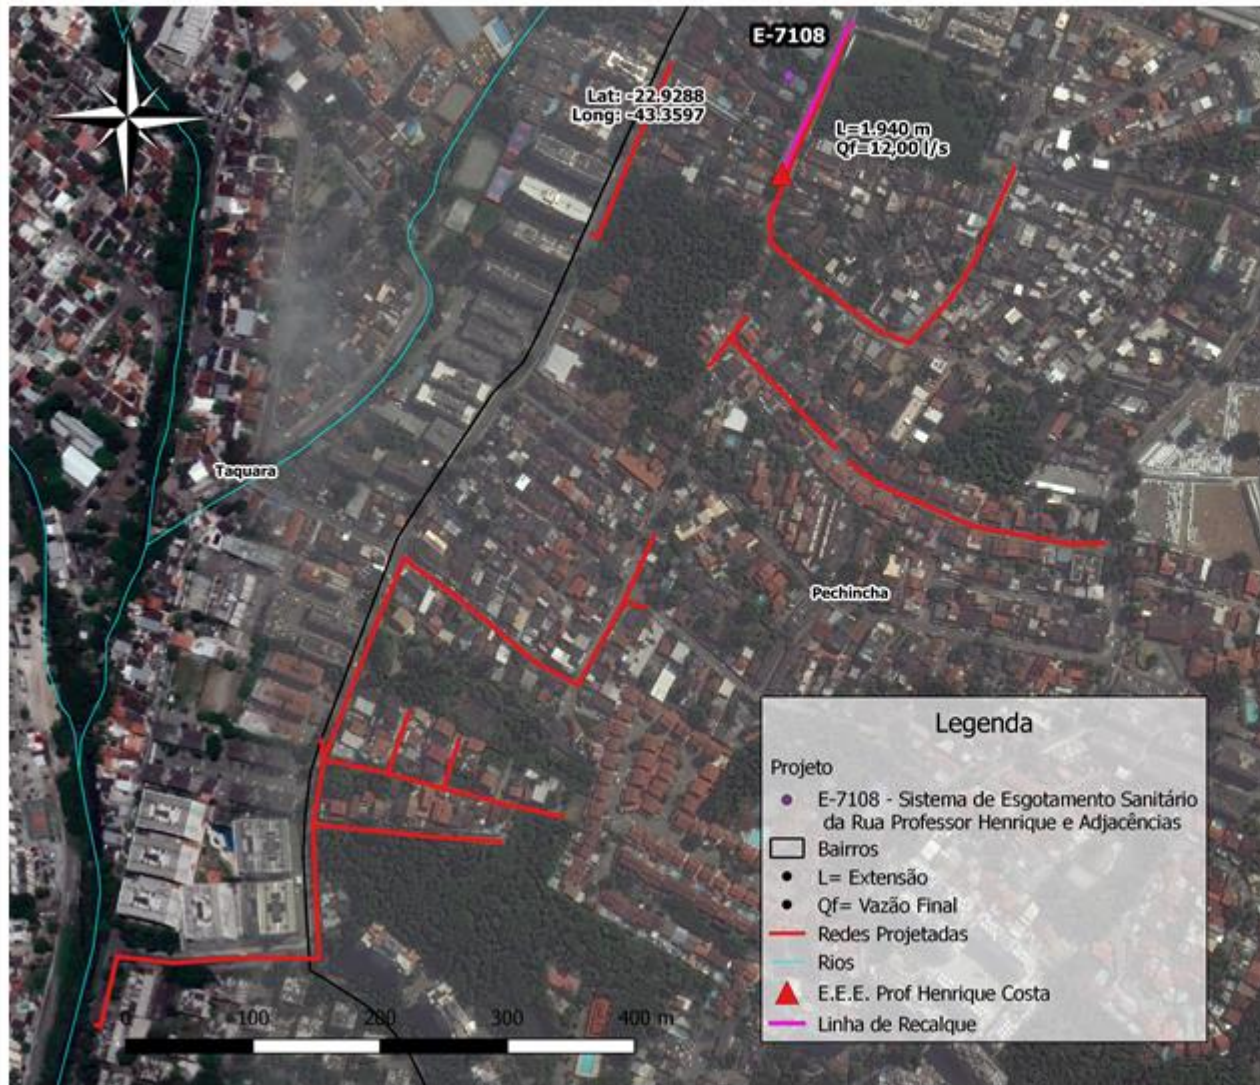 E-7108
Lat: -22.9288
Long: -43.3597
L=1.940 m
Qf=12,00 l/s
Taquara
Pechincha
Legenda
Projeto
E-7108 - Sistema de Esgotamento Sanitário
da Rua Professor Henrique e Adjacências
Bairros
L= Extensão
Qf= Vazão Final
Redes Projetadas
Rios
E.E.E. Prof Henrique Costa
Linha de Recalque
0 100 200 300 400 m